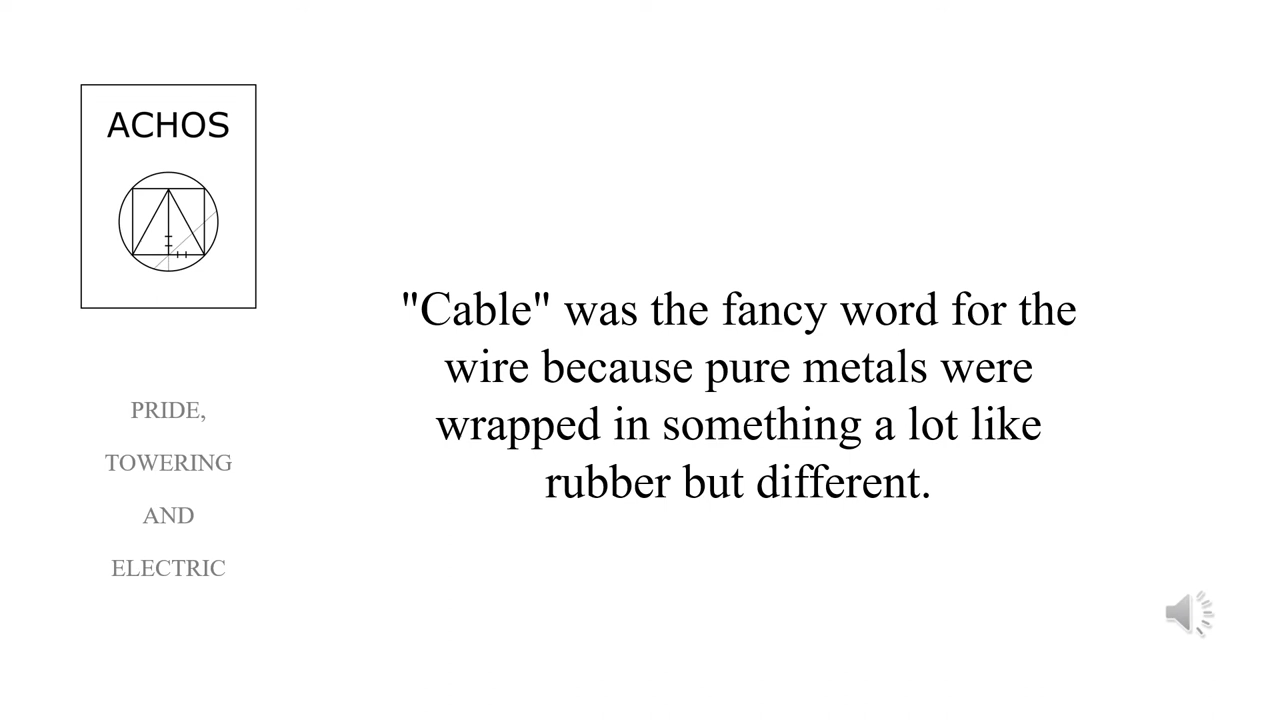 ACHOS
PRIDE,
TOWERING
AND
ELECTRIC
"Cable" was the fancy word for the
wire because pure metals were
wrapped in something a lot like
rubber but different.